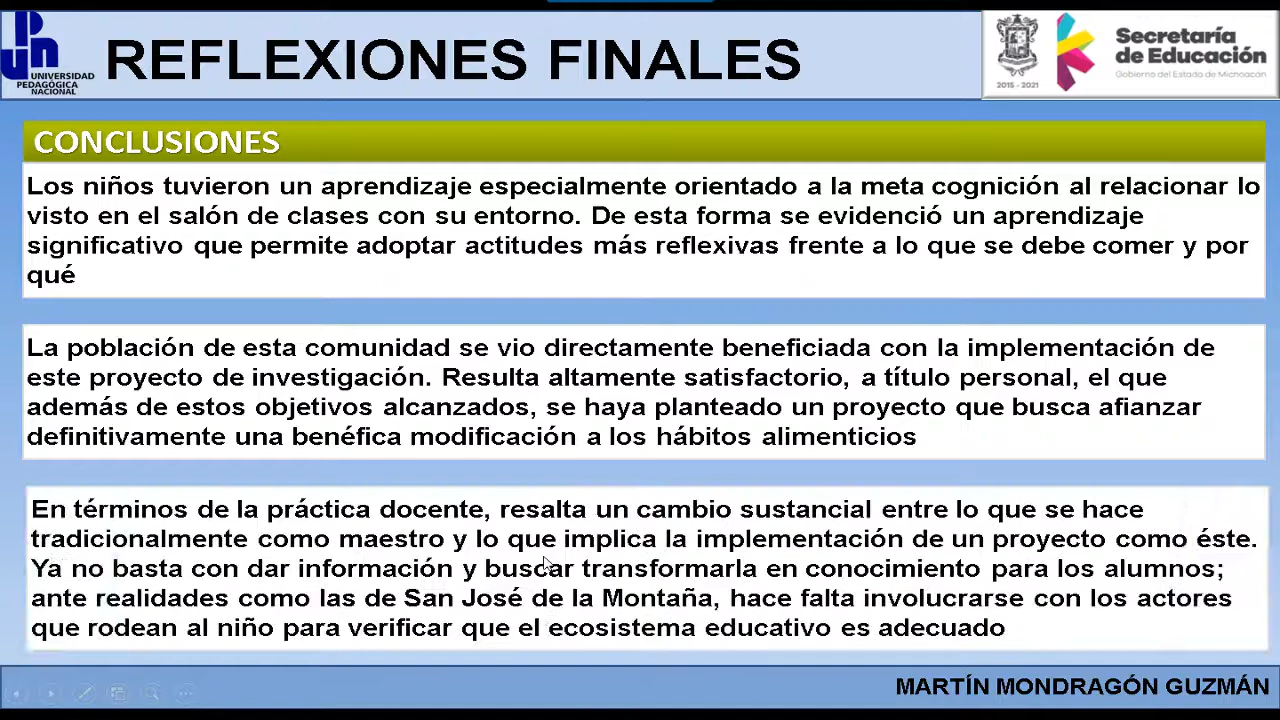 UNIVERSIDAD
PEDAGÓGICA
NACIONAL
REFLEXIONES FINALES
2015 - 2021
Secretaría
de Educación
Gobierno del Estado de Michoacán
CONCLUSIONES
Los niños tuvieron un aprendizaje especialmente orientado a la meta cognición al relacionar lo
visto en el salón de clases con su entorno. De esta forma se evidenció un aprendizaje
significativo que permite adoptar actitudes más reflexivas frente a lo que se debe comer y por
qué
La población de esta comunidad se vio directamente beneficiada con la implementación de
este proyecto de investigación. Resulta altamente satisfactorio, a título personal, el que
además de estos objetivos alcanzados, se haya planteado un proyecto que busca afianzar
definitivamente una benéfica modificación a los hábitos alimenticios
En términos de la práctica docente, resalta un cambio sustancial entre lo que se hace
tradicionalmente como maestro y lo que implica la implementación de un proyecto como éste.
Ya no basta con dar información y buscar transformarla en conocimiento para los alumnos;
ante realidades como las de San José de la Montaña, hace falta involucrarse con los actores
que rodean al niño para verificar que el ecosistema educativo es adecuado
MARTÍN MONDRAGÓN GUZMÁN